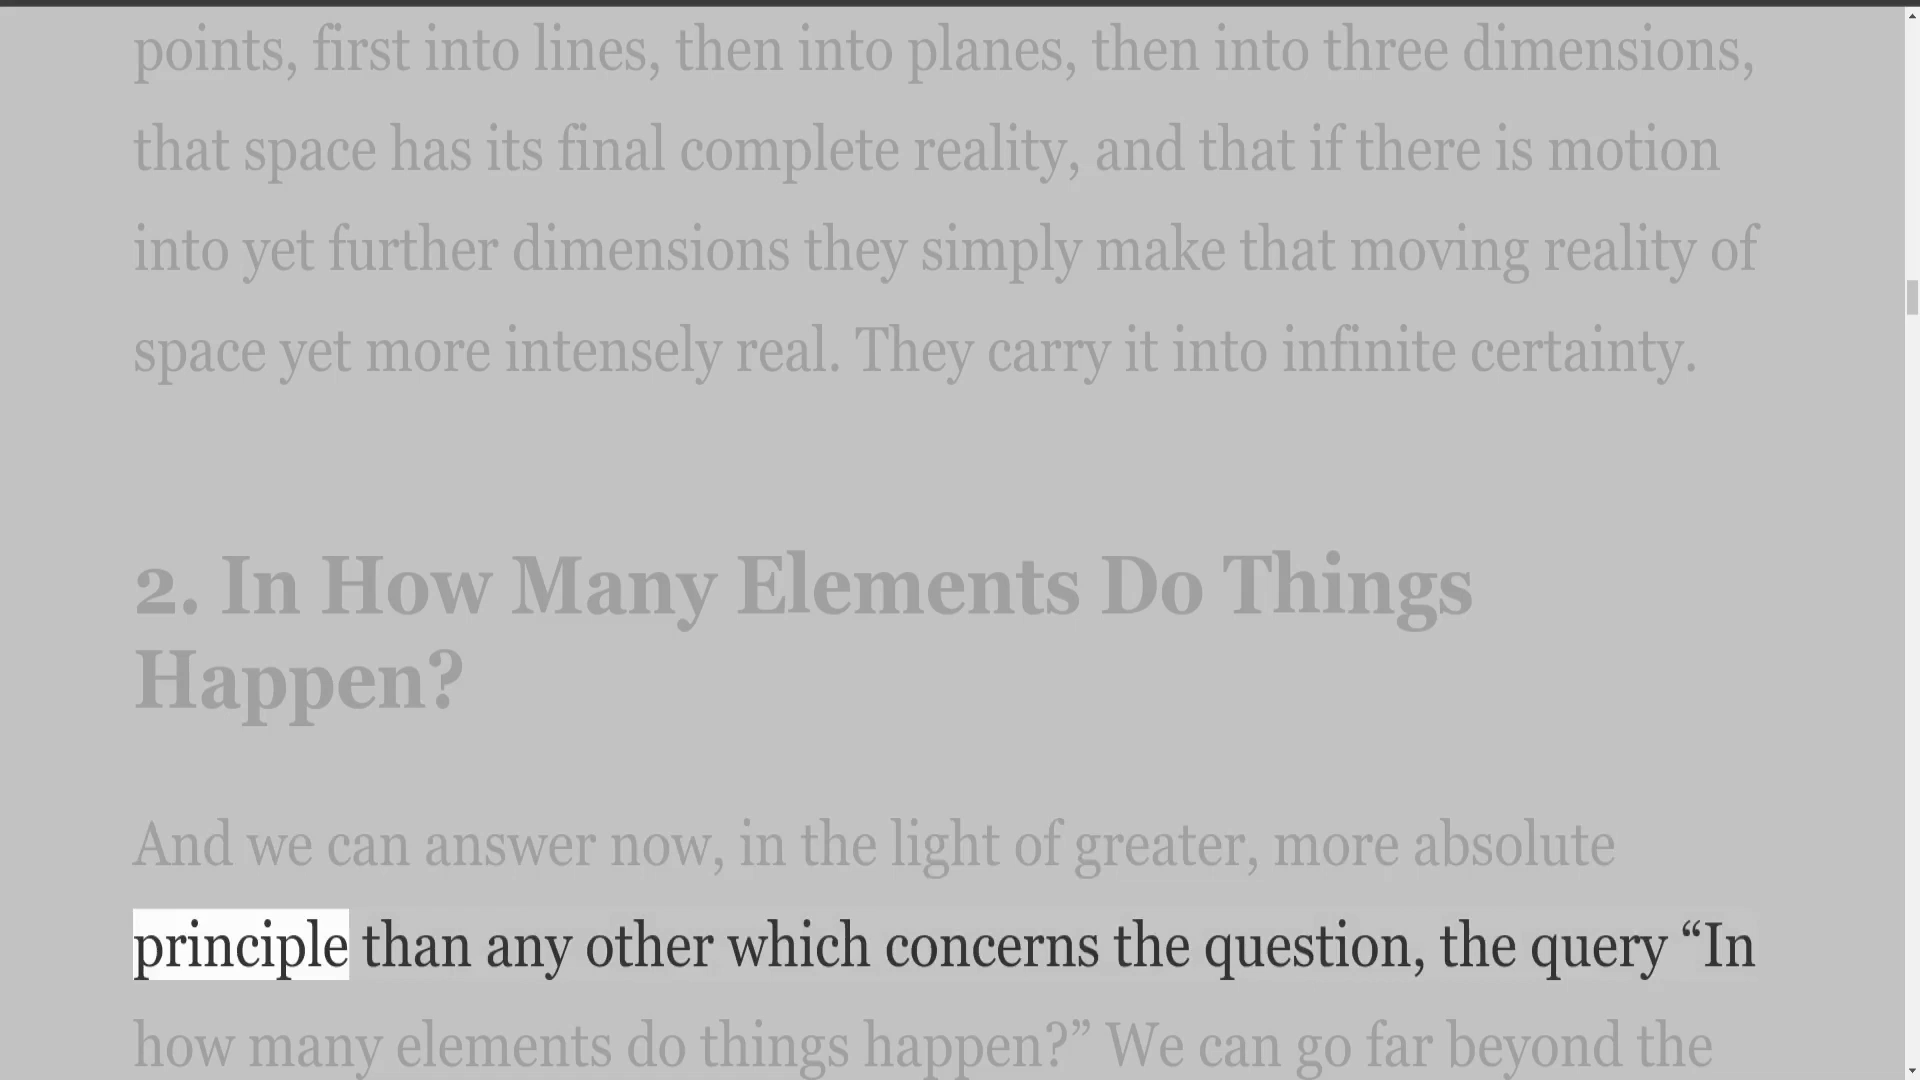 points, first into lines, then into planes, then into three dimensions,
that space has its final complete reality, and that if there is motion
into yet further dimensions they simply make that moving reality of
space yet more intensely real. They carry it into infinite certainty.
2. In How Many Elements Do Things
Happen?
And we can answer now, in the light of greater, more absolute
principle than any other which concerns the question, the query “In
how many elements do things happen?” We can go far beyond the